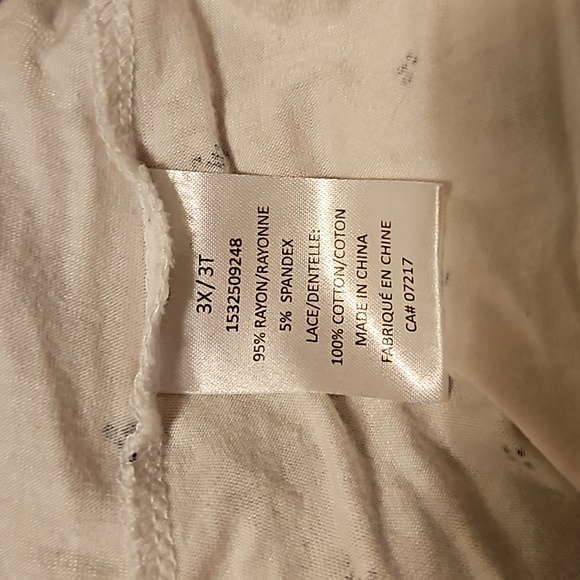 3X/3T
1532509248
95% RAYON/RAYONNE
5% SPANDEX
LACE/DENTELLE:
100% COTTON/COTON
MADE IN CHINA
FABRIQUÉ EN CHINE
CA# 07217